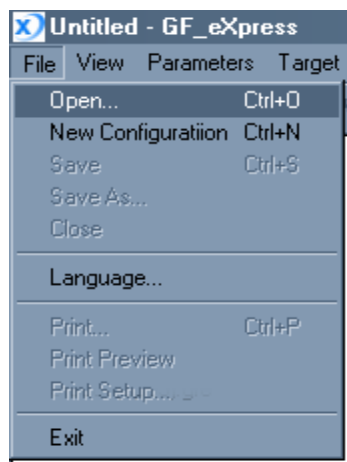 Untitled - GF_eXpress
File View Parameters Target
Open... Ctrl+O
New Configuratiion Ctrl+N
Save Ctrl+S
Save As...
Close
Language...
Print... Ctrl+P
Print Preview
Print Setup...
Exit